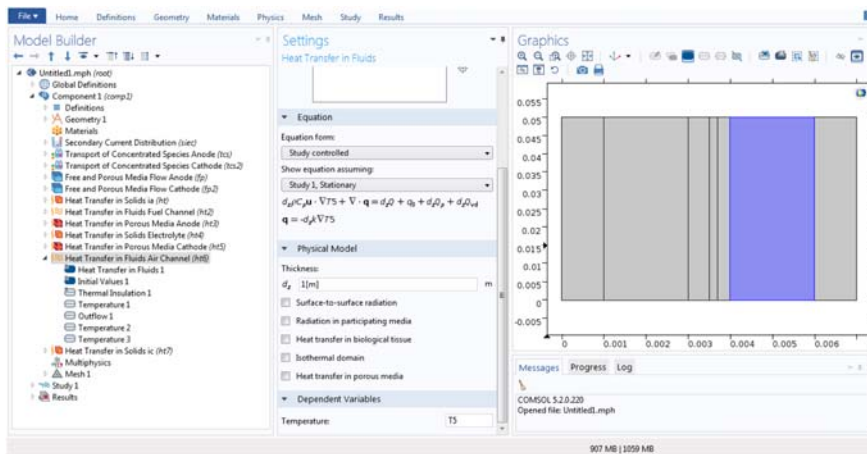 File ▾ Home Definitions Geometry Materials Physics Mesh Study Results
Model Builder
Untitled1.mph (root)
Global Definitions
Component 1 (comp1)
Definitions
Geometry 1
Materials
Secondary Current Distribution (siec)
Transport of Concentrated Species Anode (tcs)
Transport of Concentrated Species Cathode (tcs2)
Free and Porous Media Flow Anode (fp)
Free and Porous Media Flow Cathode (fp2)
Heat Transfer in Solids ia (ht)
Heat Transfer in Fluids Fuel Channel (ht2)
Heat Transfer in Porous Media Anode (ht3)
Heat Transfer in Solids Electrolyte (ht4)
Heat Transfer in Porous Media Cathode (ht5)
Heat Transfer in Fluids Air Channel (ht6)
Heat Transfer in Fluids 1
Initial Values 1
Thermal Insulation 1
Temperature 1
Outflow 1
Temperature 2
Temperature 3
Heat Transfer in Solids ic (ht7)
Multiphysics
Mesh 1
Study 1
Results
Settings
Heat Transfer in Fluids
Equation
Equation form:
Study controlled
Show equation assuming:
Study 1, Stationary
d_zρC_p u · ∇T5 + ∇ · q = d_zQ + q_0 + d_zQ_p + d_zQ_vd
q = -d_zk∇T5
Physical Model
Thickness:
d_z 1[m] m
Surface-to-surface radiation
Radiation in participating media
Heat transfer in biological tissue
Isothermal domain
Heat transfer in porous media
Dependent Variables
Temperature: T5
Graphics
0.055
0.05
0.045
0.04
0.035
0.03
0.025
0.02
0.015
0.01
0.005
0
-0.005
0 0.001 0.002 0.003 0.004 0.005 0.006
Messages Progress Log
COMSOL 5.2.0.220
Opened file: Untitled1.mph
907 MB | 1059 MB